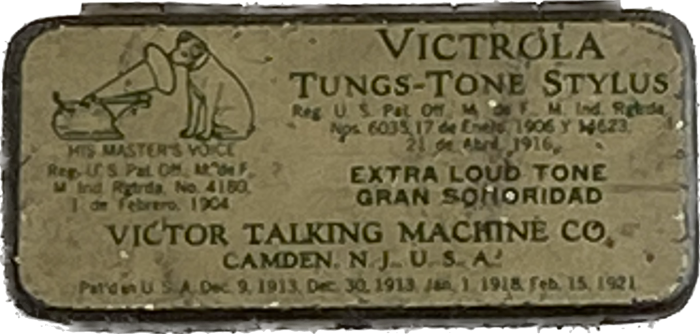 VICTROLA
TUNGS-TONE STYLUS
Reg. U. S. Pat. Off., M. de F., M. Ind. Rgtrda.
Nos. 6035, 17 de Enero, 1906 Y 14623,
21 de Abril, 1916,
HIS MASTER'S VOICE
Reg. U. S. Pat. Off., M. de F.
M. Ind. Rgtrda. No. 4180,
1 de Febrero, 1904
EXTRA LOUD TONE
GRAN SONORIDAD
VICTOR TALKING MACHINE CO.
CAMDEN, N. J., U. S. A.
Pat'd in U. S. A. Dec. 9, 1913, Dec. 30, 1913, Jan. 1, 1918, Feb. 15, 1921